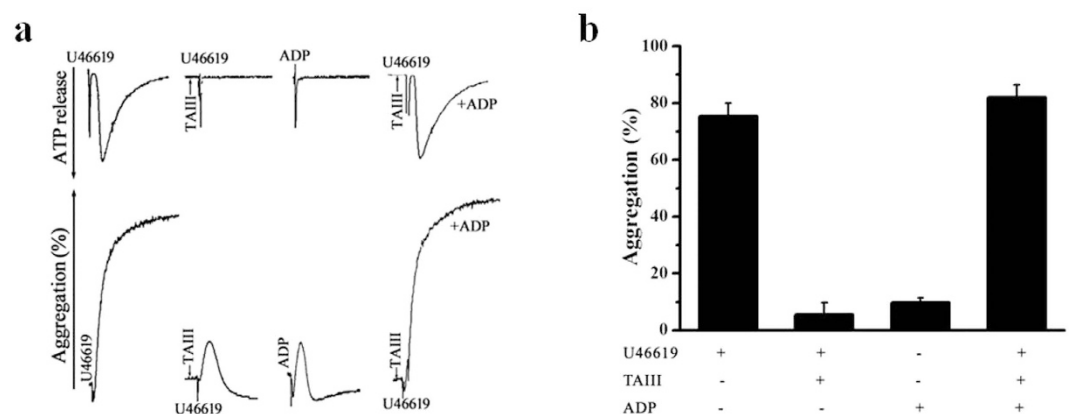 a
U46619
U46619
ADP
U46619
ATP release
TAIII
TAIII
+ADP
Aggregation (%)
+ADP
U46619
TAIII
ADP
TAIII
U46619
U46619
b
Aggregation (%)
100
80
60
40
20
0
U46619 + + - +
TAIII - + - +
ADP - - + +